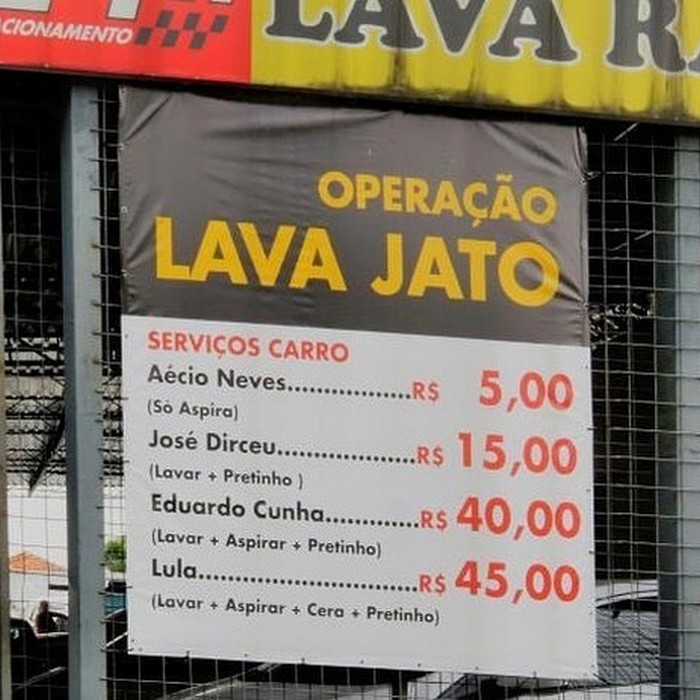 CIONAMENTO
LAVA
OPERAÇÃO
LAVA JATO
SERVIÇOS CARRO
Aécio Neves....................R$ 5,00
(Só Aspira)
José Dirceu......................R$ 15,00
(Lavar + Pretinho )
Eduardo Cunha...............R$ 40,00
(Lavar + Aspirar + Pretinho)
Lula...................................R$ 45,00
(Lavar + Aspirar + Cera + Pretinho)